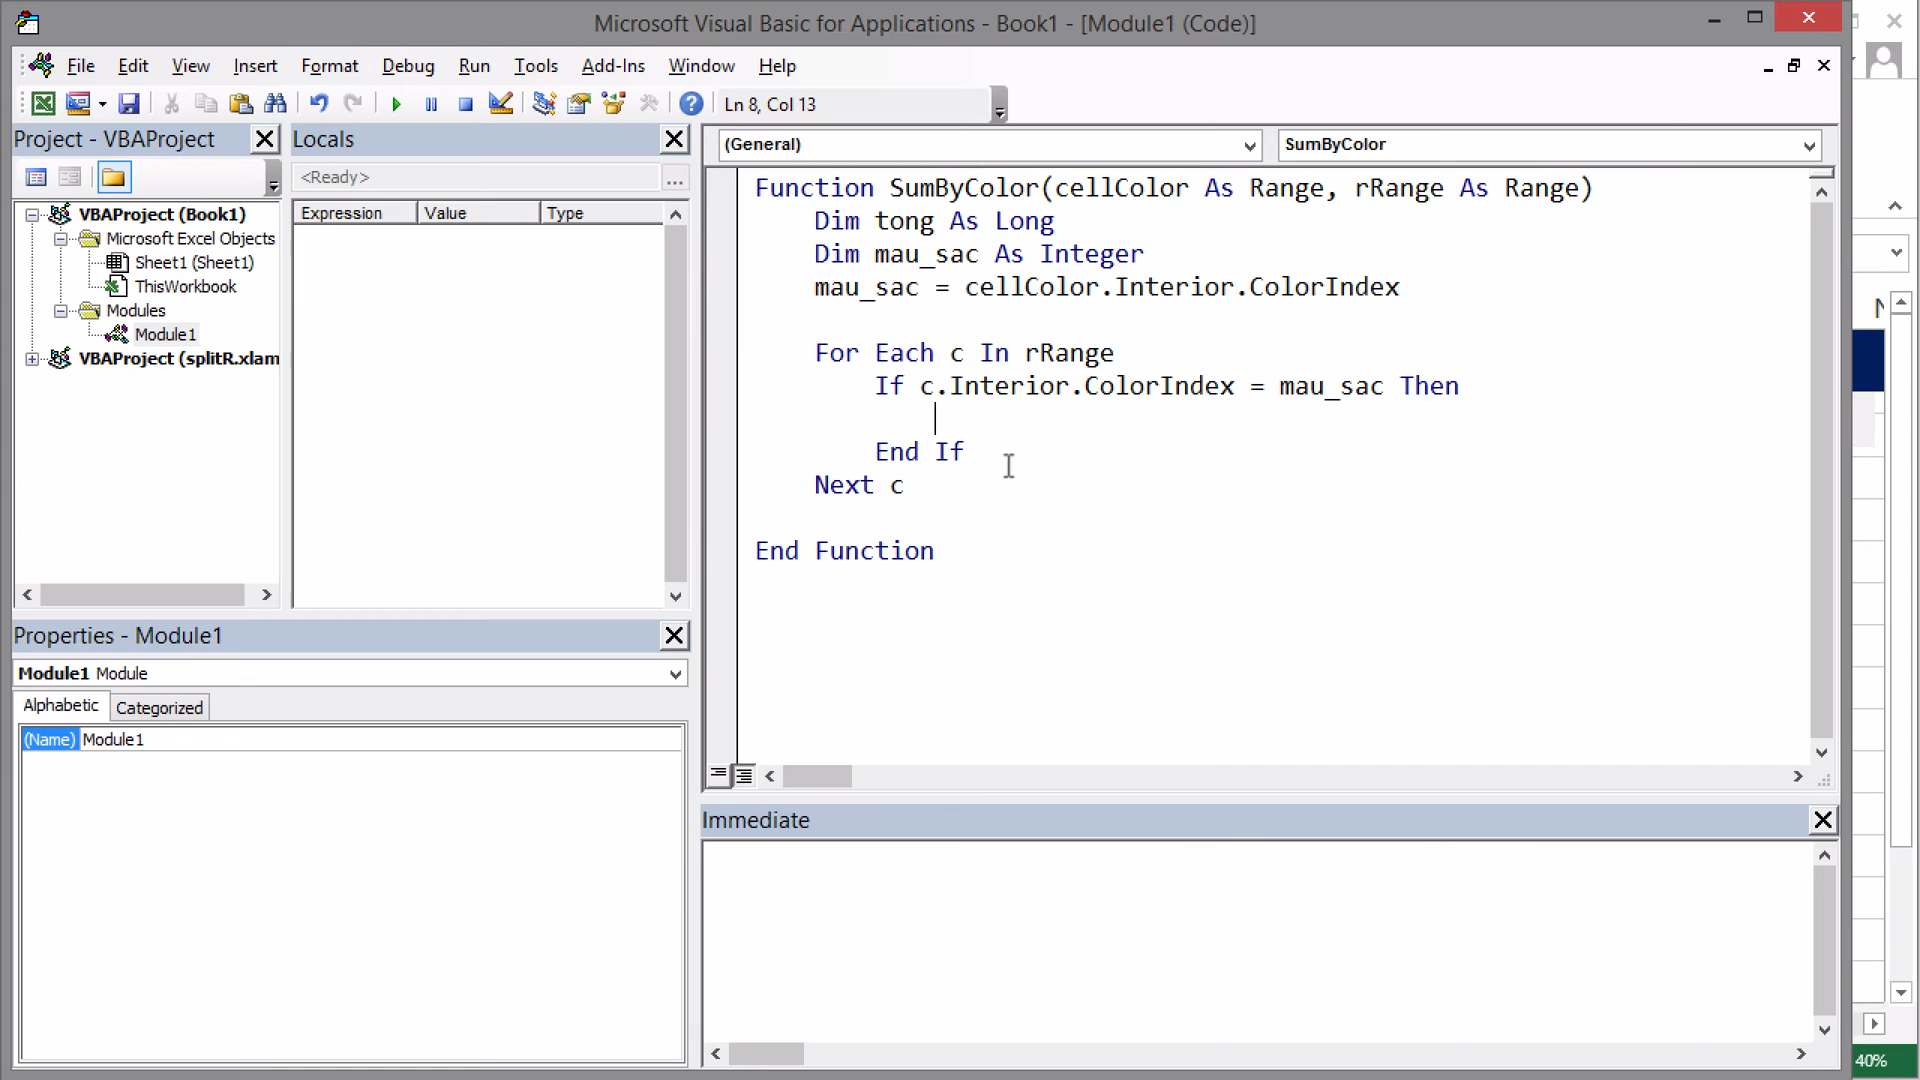 Microsoft Visual Basic for Applications - Book1 - [Module1 (Code)]
File Edit View Insert Format Debug Run Tools Add-Ins Window Help
Ln 8, Col 13
Project - VBAProject
Locals
(General)
SumByColor
<Ready>
...
Expression Value Type
VBAProject (Book1)
Microsoft Excel Objects
Sheet1 (Sheet1)
ThisWorkbook
Modules
Module1
VBAProject (splitR.xlam
Function SumByColor(cellColor As Range, rRange As Range)
Dim tong As Long
Dim mau_sac As Integer
mau_sac = cellColor.Interior.ColorIndex
For Each c In rRange
If c.Interior.ColorIndex = mau_sac Then
End If
Next c
End Function
Properties - Module1
Module1 Module
Alphabetic Categorized
(Name) Module1
Immediate
40%